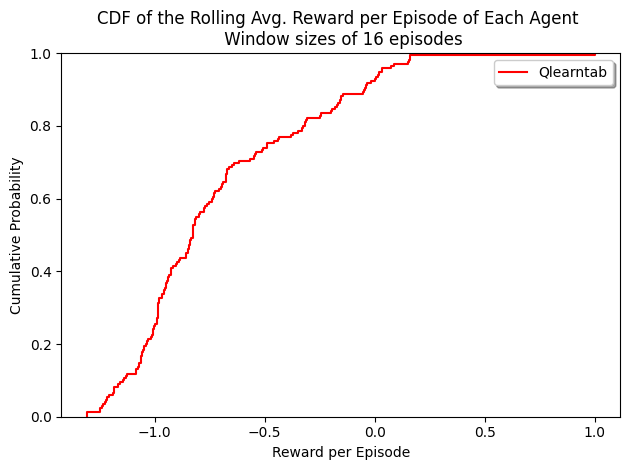 CDF of the Rolling Avg. Reward per Episode of Each Agent
Window sizes of 16 episodes
Qlearntab
Cumulative Probability
1.0
0.8
0.6
0.4
0.2
0.0
−1.0
−0.5
0.0
0.5
1.0
Reward per Episode